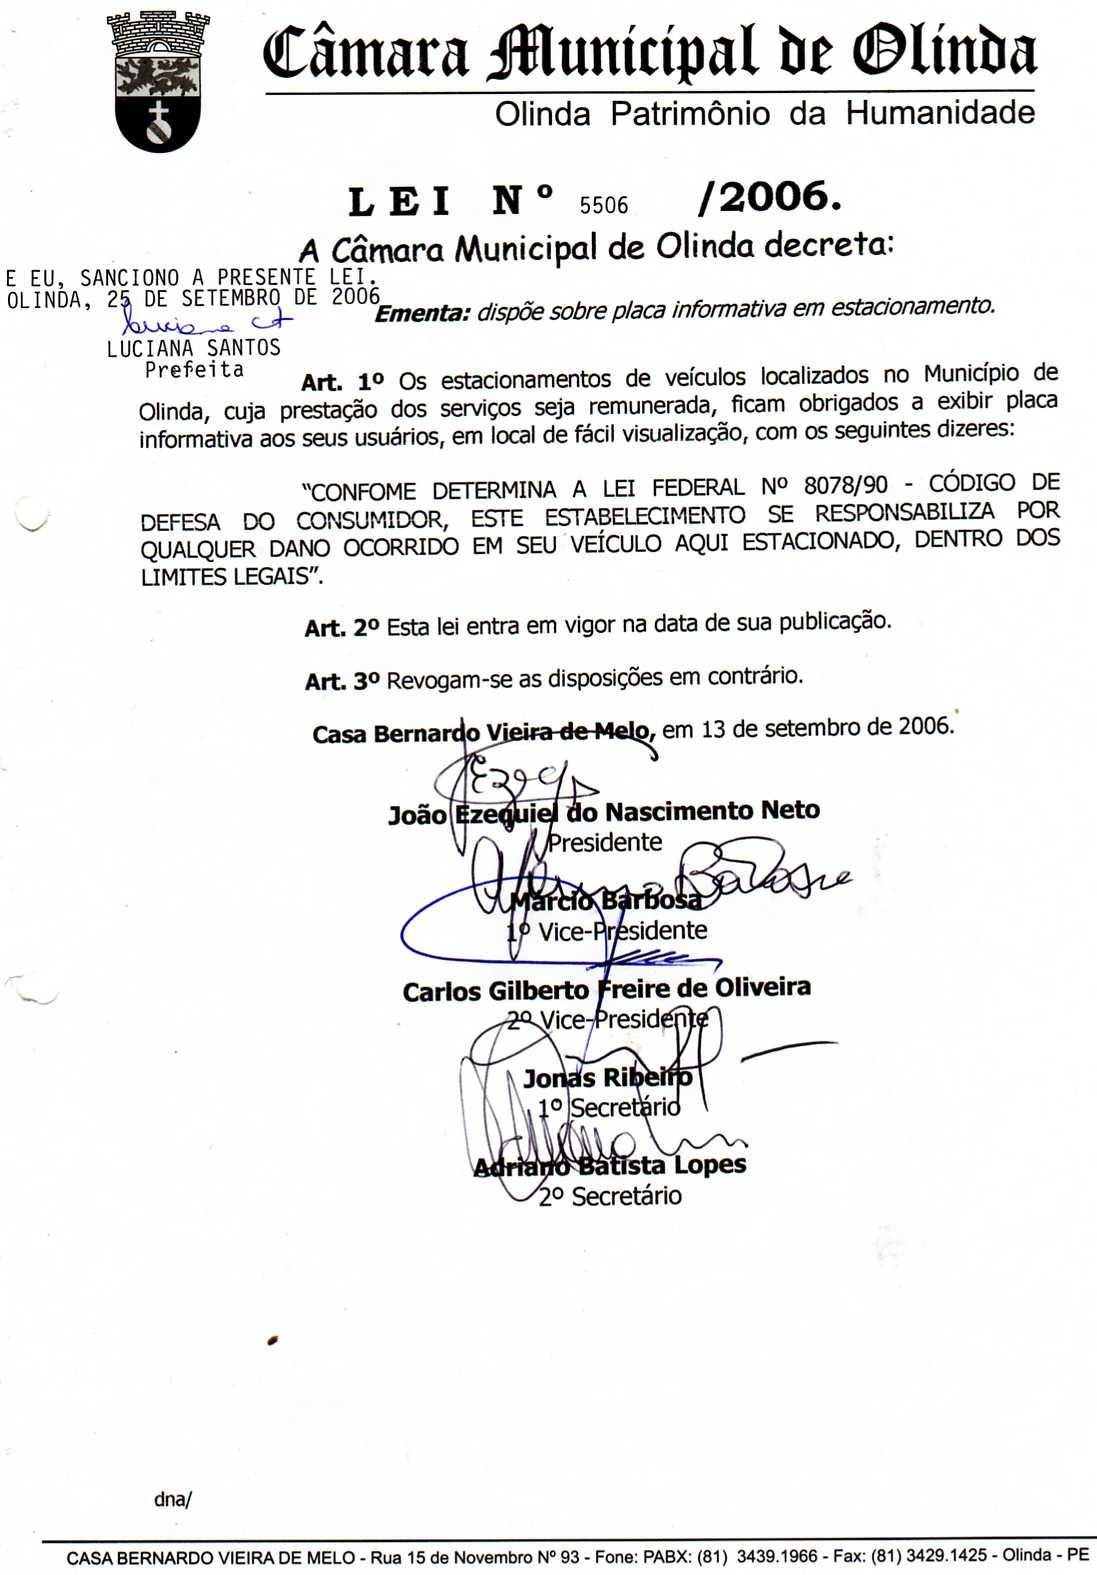 Câmara Municipal de Olinda
Olinda Patrimônio da Humanidade
LEI Nº 5506 /2006.
A Câmara Municipal de Olinda decreta:
E EU, SANCIONO A PRESENTE LEI.
OLINDA, 25 DE SETEMBRO DE 2006
LUCIANA SANTOS
Prefeita
Ementa: dispõe sobre placa informativa em estacionamento.
Art. 1º Os estacionamentos de veículos localizados no Município de
Olinda, cuja prestação dos serviços seja remunerada, ficam obrigados a exibir placa
informativa aos seus usuários, em local de fácil visualização, com os seguintes dizeres:
“CONFOME DETERMINA A LEI FEDERAL Nº 8078/90 - CÓDIGO DE
DEFESA DO CONSUMIDOR, ESTE ESTABELECIMENTO SE RESPONSABILIZA POR
QUALQUER DANO OCORRIDO EM SEU VEÍCULO AQUI ESTACIONADO, DENTRO DOS
LIMITES LEGAIS”.
Art. 2º Esta lei entra em vigor na data de sua publicação.
Art. 3º Revogam-se as disposições em contrário.
Casa Bernardo Vieira de Melo, em 13 de setembro de 2006.
João Ezequiel do Nascimento Neto
Presidente
Márcio Barbosa
1º Vice-Presidente
Carlos Gilberto Freire de Oliveira
2º Vice-Presidente
Jonas Ribeiro
1º Secretário
Adriano Batista Lopes
2º Secretário
dna/
CASA BERNARDO VIEIRA DE MELO - Rua 15 de Novembro Nº 93 - Fone: PABX: (81) 3439.1966 - Fax: (81) 3429.1425 - Olinda - PE